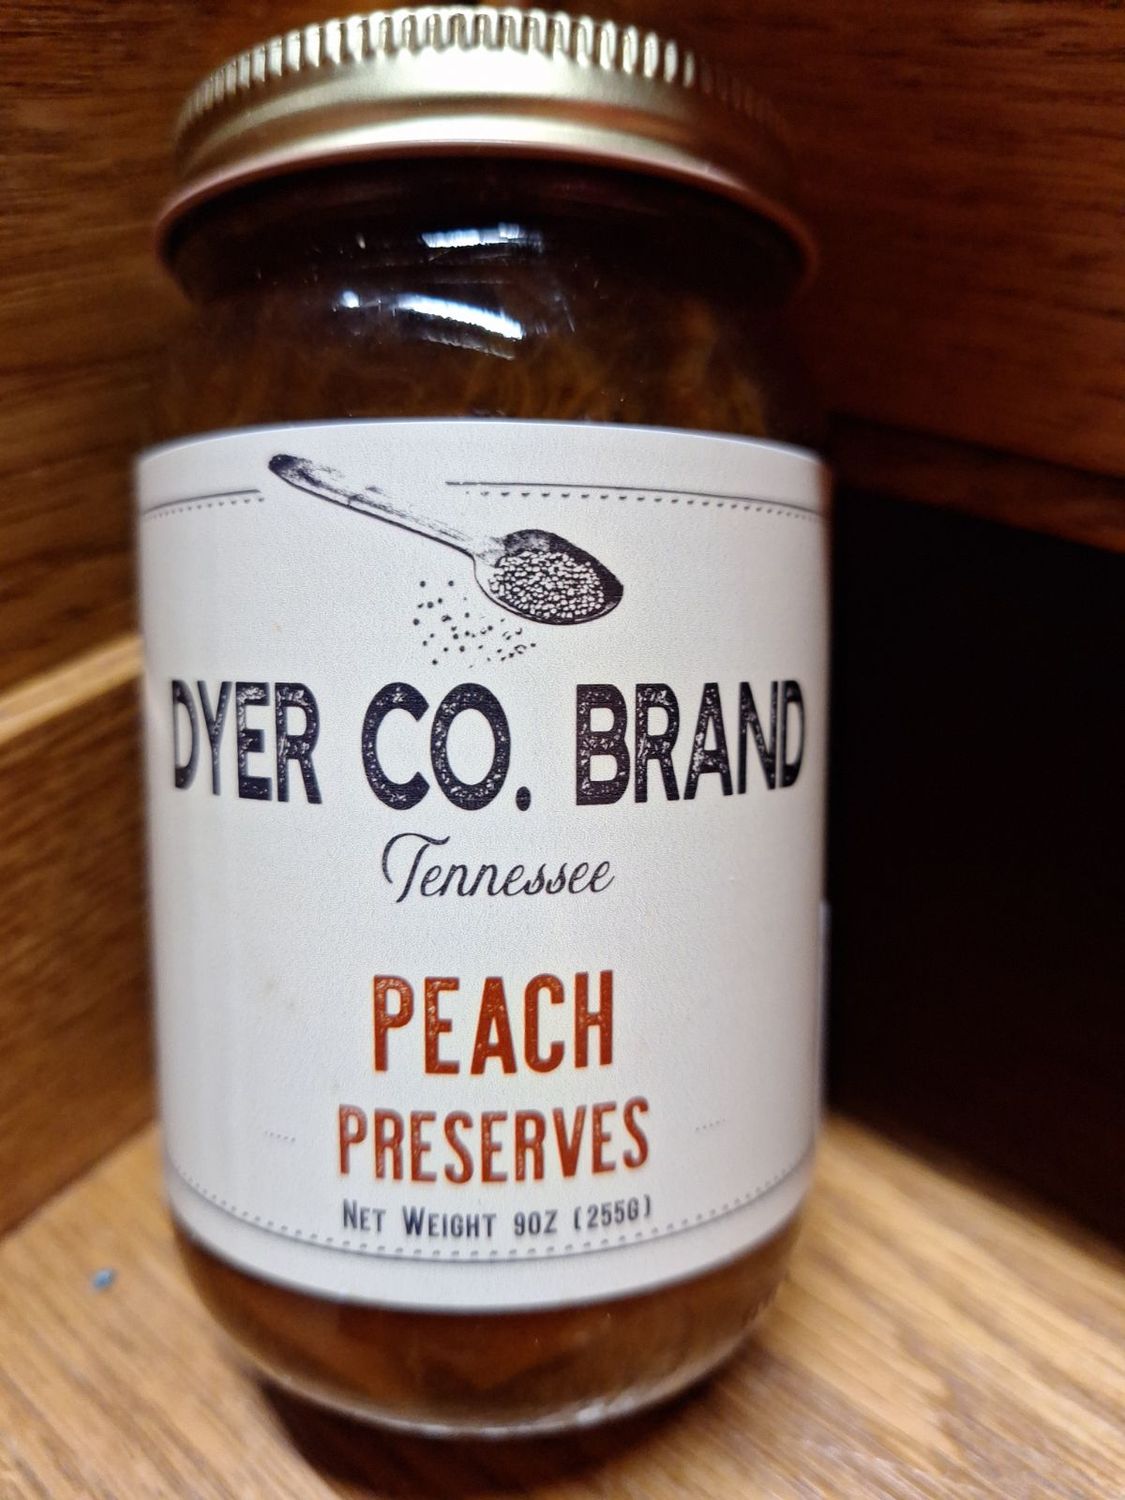 DYER CO. BRAND
Tennessee
PEACH
PRESERVES
NET WEIGHT 9OZ (255G)